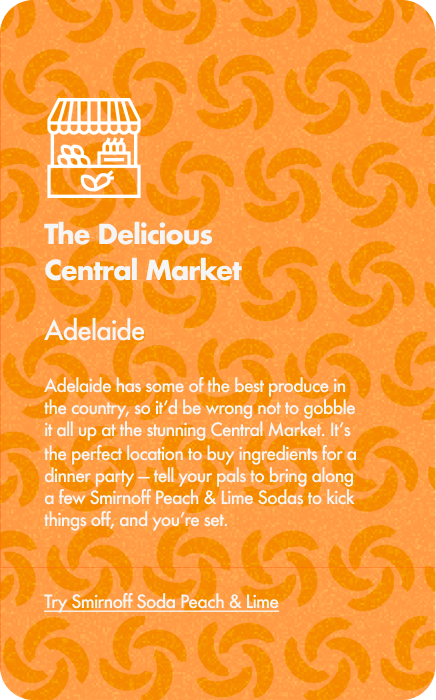 The Delicious
Central Market
Adelaide
Adelaide has some of the best produce in
the country, so it’d be wrong not to gobble
it all up at the stunning Central Market. It’s
the perfect location to buy ingredients for a
dinner party – tell your pals to bring along
a few Smirnoff Peach & Lime Sodas to kick
things off, and you’re set.
Try Smirnoff Soda Peach & Lime